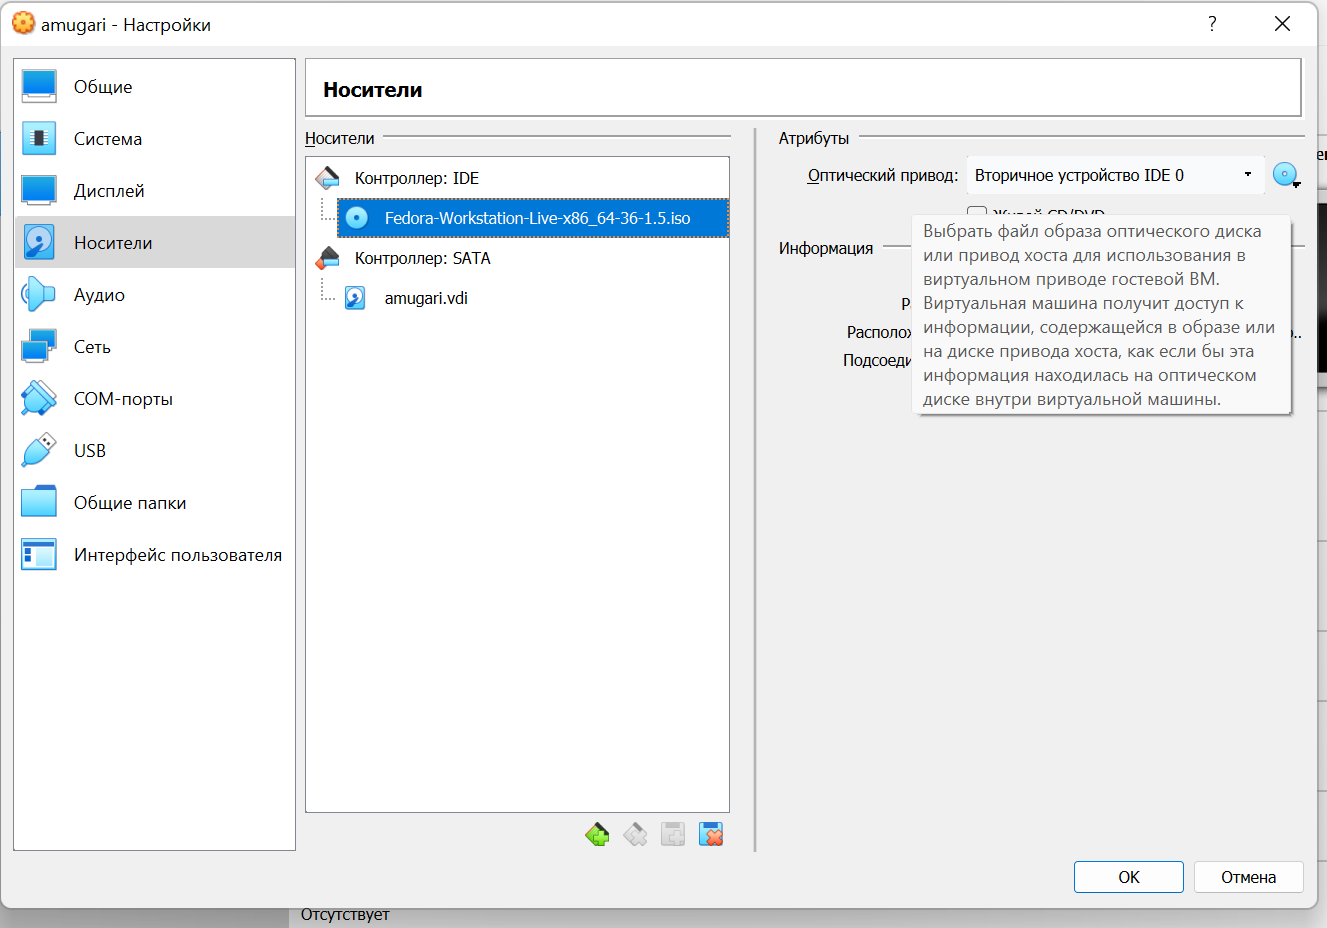 amugari - Настройки
?
Общие
Система
Дисплей
Носители
Аудио
Сеть
COM-порты
USB
Общие папки
Интерфейс пользователя
Носители
Носители
Контроллер: IDE
Fedora-Workstation-Live-x86_64-36-1.5.iso
Контроллер: SATA
amugari.vdi
Атрибуты
Оптический привод: Вторичное устройство IDE 0
Информация
Располож
Подсоеди
Выбрать файл образа оптического диска
или привод хоста для использования в
виртуальном приводе гостевой ВМ.
Виртуальная машина получит доступ к
информации, содержащейся в образе или
на диске привода хоста, как если бы эта
информация находилась на оптическом
диске внутри виртуальной машины.
OK
Отмена
Отсутствует